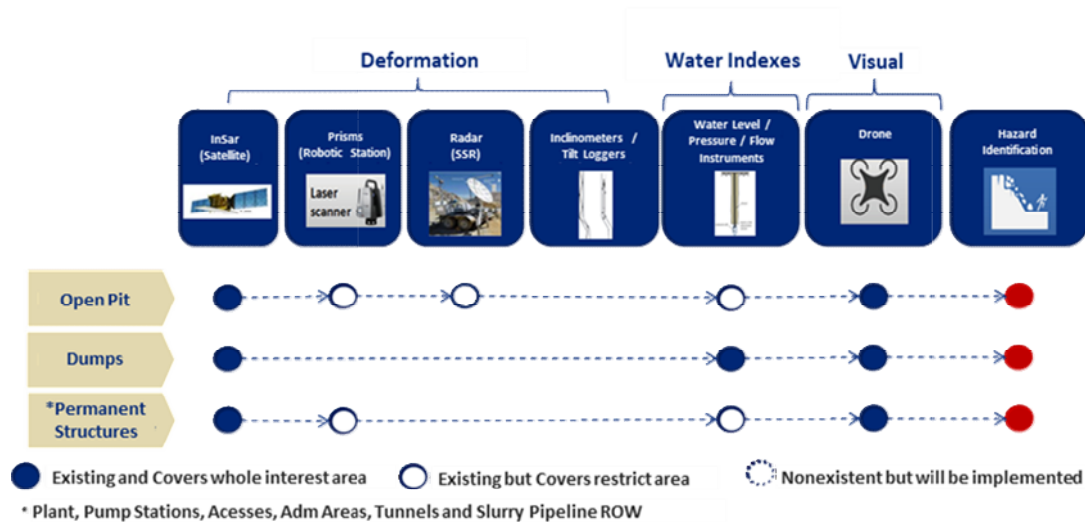 Deformation
Water Indexes
Visual
InSar
(Satellite)
Prisms
(Robotic Station)
Laser
scanner
Radar
(SSR)
Inclinometers /
Tilt Loggers
Water Level /
Pressure / Flow
Instruments
Drone
Hazard
Identification
Open Pit
Dumps
*Permanent
Structures
Existing and Covers whole interest area
Existing but Covers restrict area
Nonexistent but will be implemented
* Plant, Pump Stations, Acesses, Adm Areas, Tunnels and Slurry Pipeline ROW